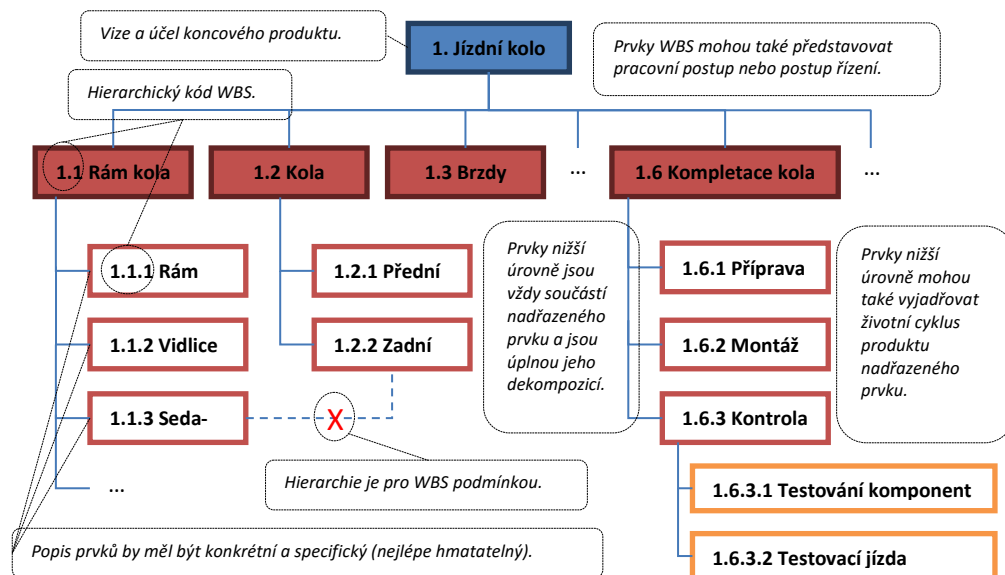 Vize a účel koncového produktu.
1. Jízdní kolo
Prvky WBS mohou také představovat
pracovní postup nebo postup řízení.
Hierarchický kód WBS.
1.1 Rám kola
1.2 Kola
1.3 Brzdy
...
1.6 Kompletace kola
...
1.1.1 Rám
1.1.2 Vidlice
1.1.3 Seda-
...
1.2.1 Přední
1.2.2 Zadní
X
Prvky nižší
úrovně jsou
vždy součástí
nadřazeného
prvku a jsou
úplnou jeho
dekompozicí.
1.6.1 Příprava
1.6.2 Montáž
1.6.3 Kontrola
Prvky nižší
úrovně mohou
také vyjadřovat
životní cyklus
produktu
nadřazeného
prvku.
Hierarchie je pro WBS podmínkou.
1.6.3.1 Testování komponent
1.6.3.2 Testovací jízda
Popis prvků by měl být konkrétní a specifický (nejlépe hmatatelný).